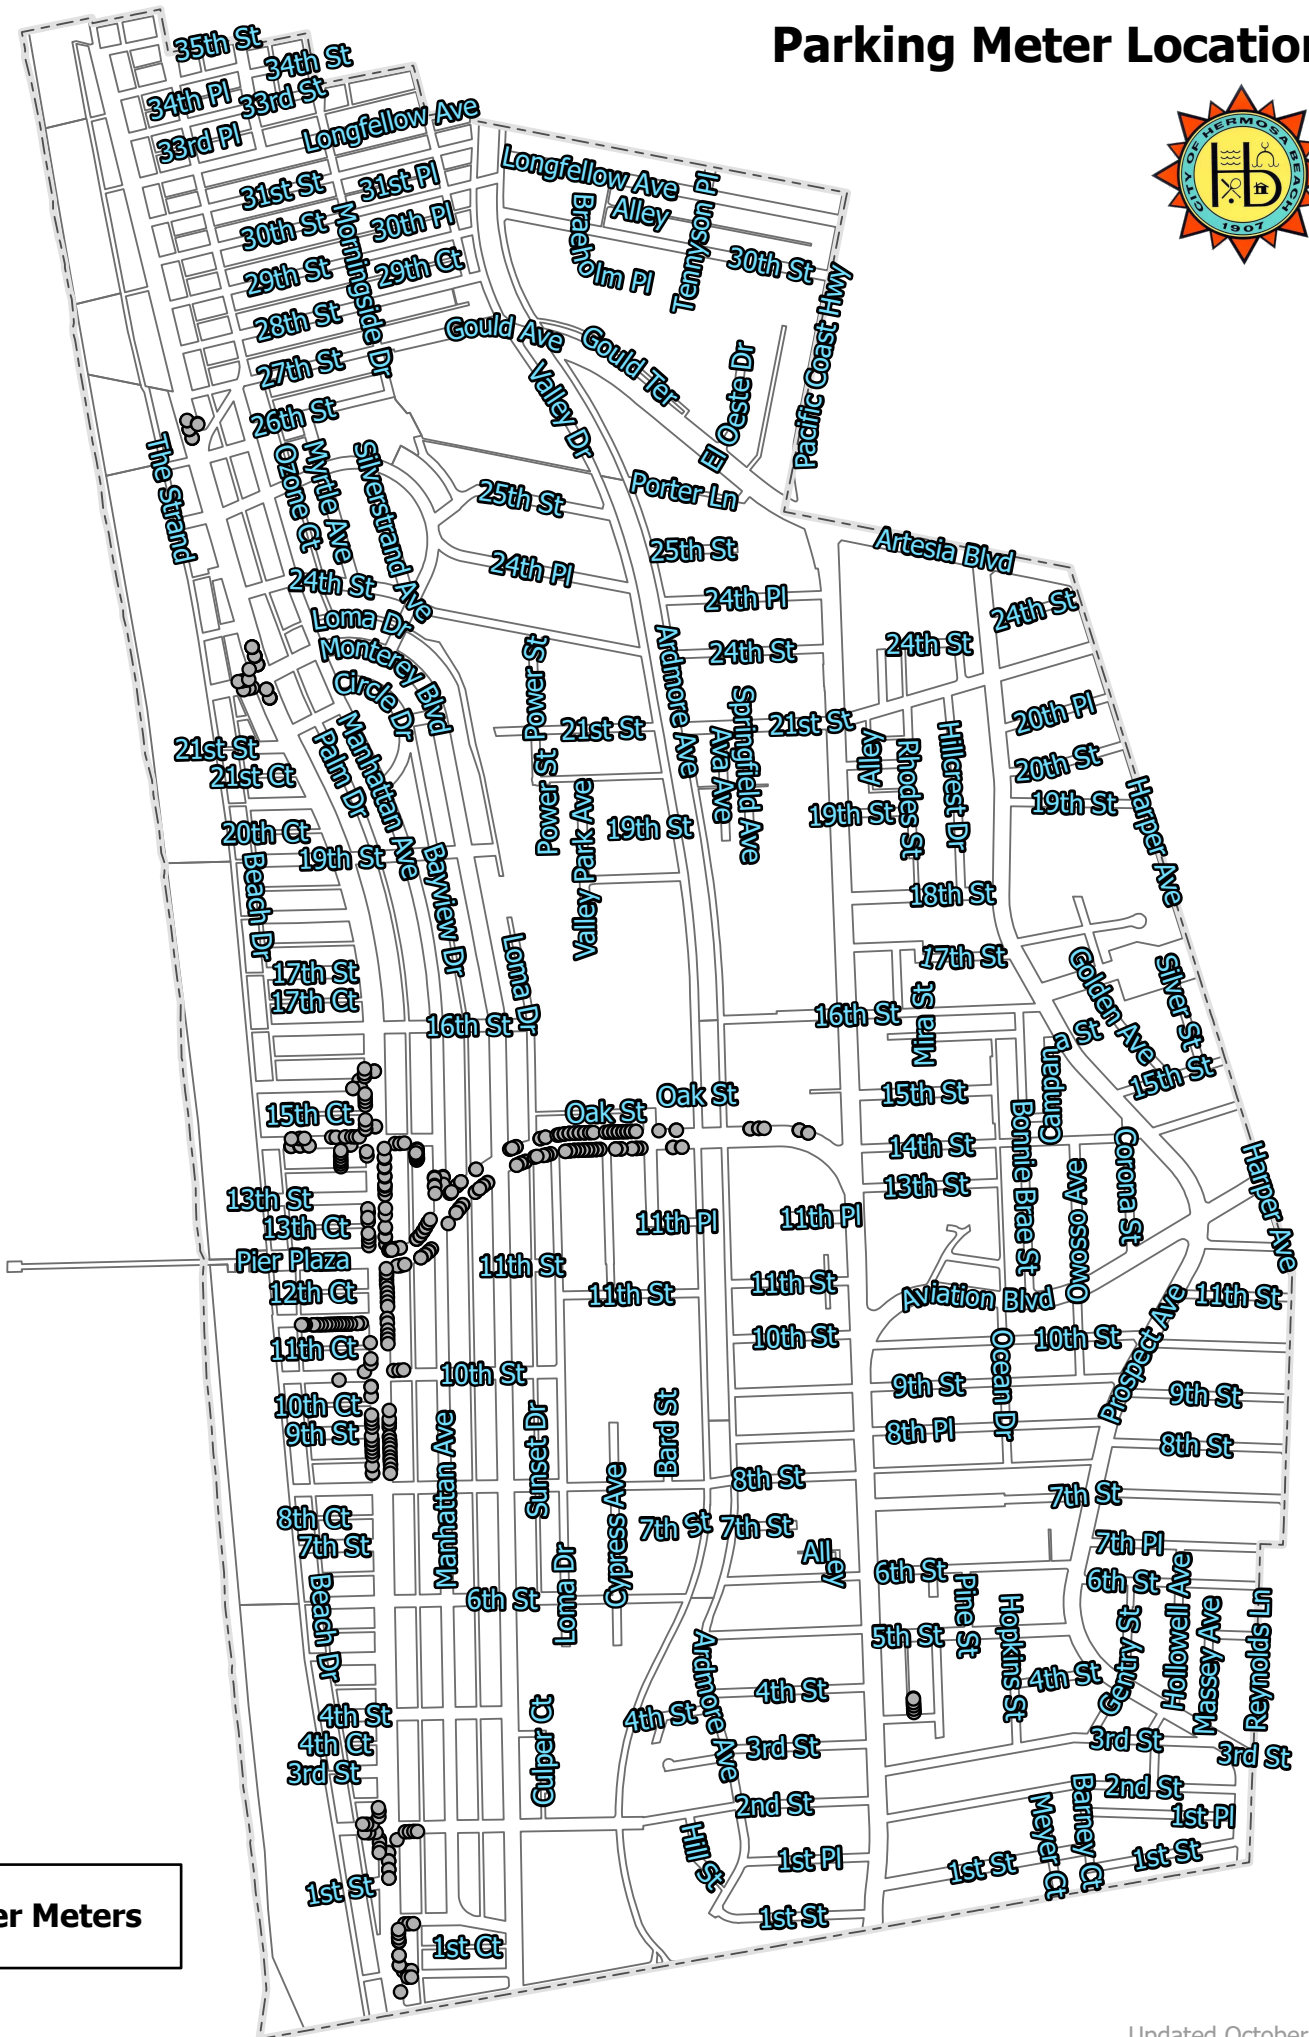 Parking Meter Location
CITY OF HERMOSA BEACH
Hb
1907
35th St
34th St
34th Pl
33rd St
33rd Pl
Longfellow Ave
Longfellow Ave
31st St
31st Pl
Alley
Tennyson Pl
Braeholm Pl
30th St
30th Pl
30th St
Morningside Dr
29th St
29th Ct
Pacific Coast Hwy
28th St
Gould Ave
Gould Ter
27th St
Valley Dr
El Oeste Dr
26th St
The Strand
Ozone Ct
Myrtle Ave
Silverstrand Ave
25th St
Porter Ln
25th St
Artesia Blvd
24th St
24th Pl
24th Pl
24th St
Loma Dr
24th St
24th St
Monterey Blvd
Circle Dr
Power St
Ardmore Ave
21st St
21st St
21st St
20th Pl
21st Ct
Palm Dr
Manhattan Ave
Power St
Valley Park Ave
Ava Ave
Springfield Ave
Alley
Rhodes St
Hillcrest Dr
20th St
20th Ct
19th St
19th St
19th St
19th St
Harper Ave
Beach Dr
Bayview Dr
18th St
Loma Dr
17th St
17th St
17th Ct
Golden Ave
Silver St
16th St
16th St
Mira St
Campana St
15th St
15th Ct
Oak St
Oak St
15th St
Bonnie Brae St
14th St
Corona St
Owosso Ave
13th St
13th St
13th Ct
11th Pl
11th Pl
Harper Ave
Pier Plaza
11th St
12th Ct
11th St
11th St
Aviation Blvd
11th St
11th Ct
10th St
10th St
Prospect Ave
10th St
Ocean Dr
9th St
9th St
10th Ct
9th St
Manhattan Ave
Sunset Dr
Bard St
8th Pl
8th St
8th St
Cypress Ave
7th St
8th Ct
7th St
7th St
7th St
Alley
7th Pl
6th St
6th St
Beach Dr
Loma Dr
6th St
Pine St
Hopkins St
Gentry St
Hollowell Ave
Massey Ave
Reynolds Ln
5th St
Ardmore Ave
4th St
4th St
4th St
4th St
4th Ct
3rd St
3rd St
3rd St
3rd St
Culper Ct
2nd St
2nd St
1st Pl
Hill St
Meyer Ct
Barney Ct
1st Pl
1st St
1st St
1st St
1st St
1st Ct
er Meters
Updated October